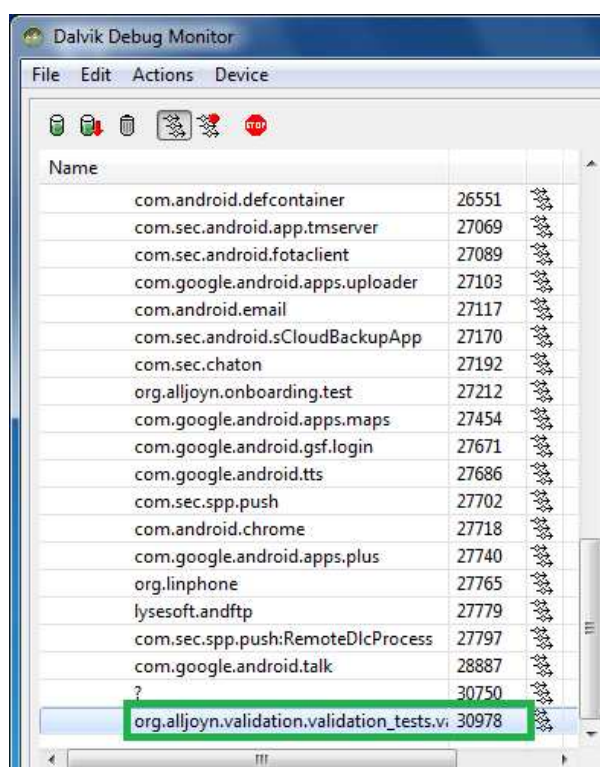 Dalvik Debug Monitor
File Edit Actions Device
STOP
Name
com.android.defcontainer 26551
com.sec.android.app.tmserver 27069
com.sec.android.fotaclient 27089
com.google.android.apps.uploader 27103
com.android.email 27117
com.sec.android.sCloudBackupApp 27170
com.sec.chaton 27192
org.alljoyn.onboarding.test 27212
com.google.android.apps.maps 27454
com.google.android.gsf.login 27671
com.google.android.tts 27686
com.sec.spp.push 27702
com.android.chrome 27718
com.google.android.apps.plus 27740
org.linphone 27765
lysesoft.andftp 27779
com.sec.spp.push:RemoteDlcProcess 27797
com.google.android.talk 28887
? 30750
org.alljoyn.validation.validation_tests.v 30978